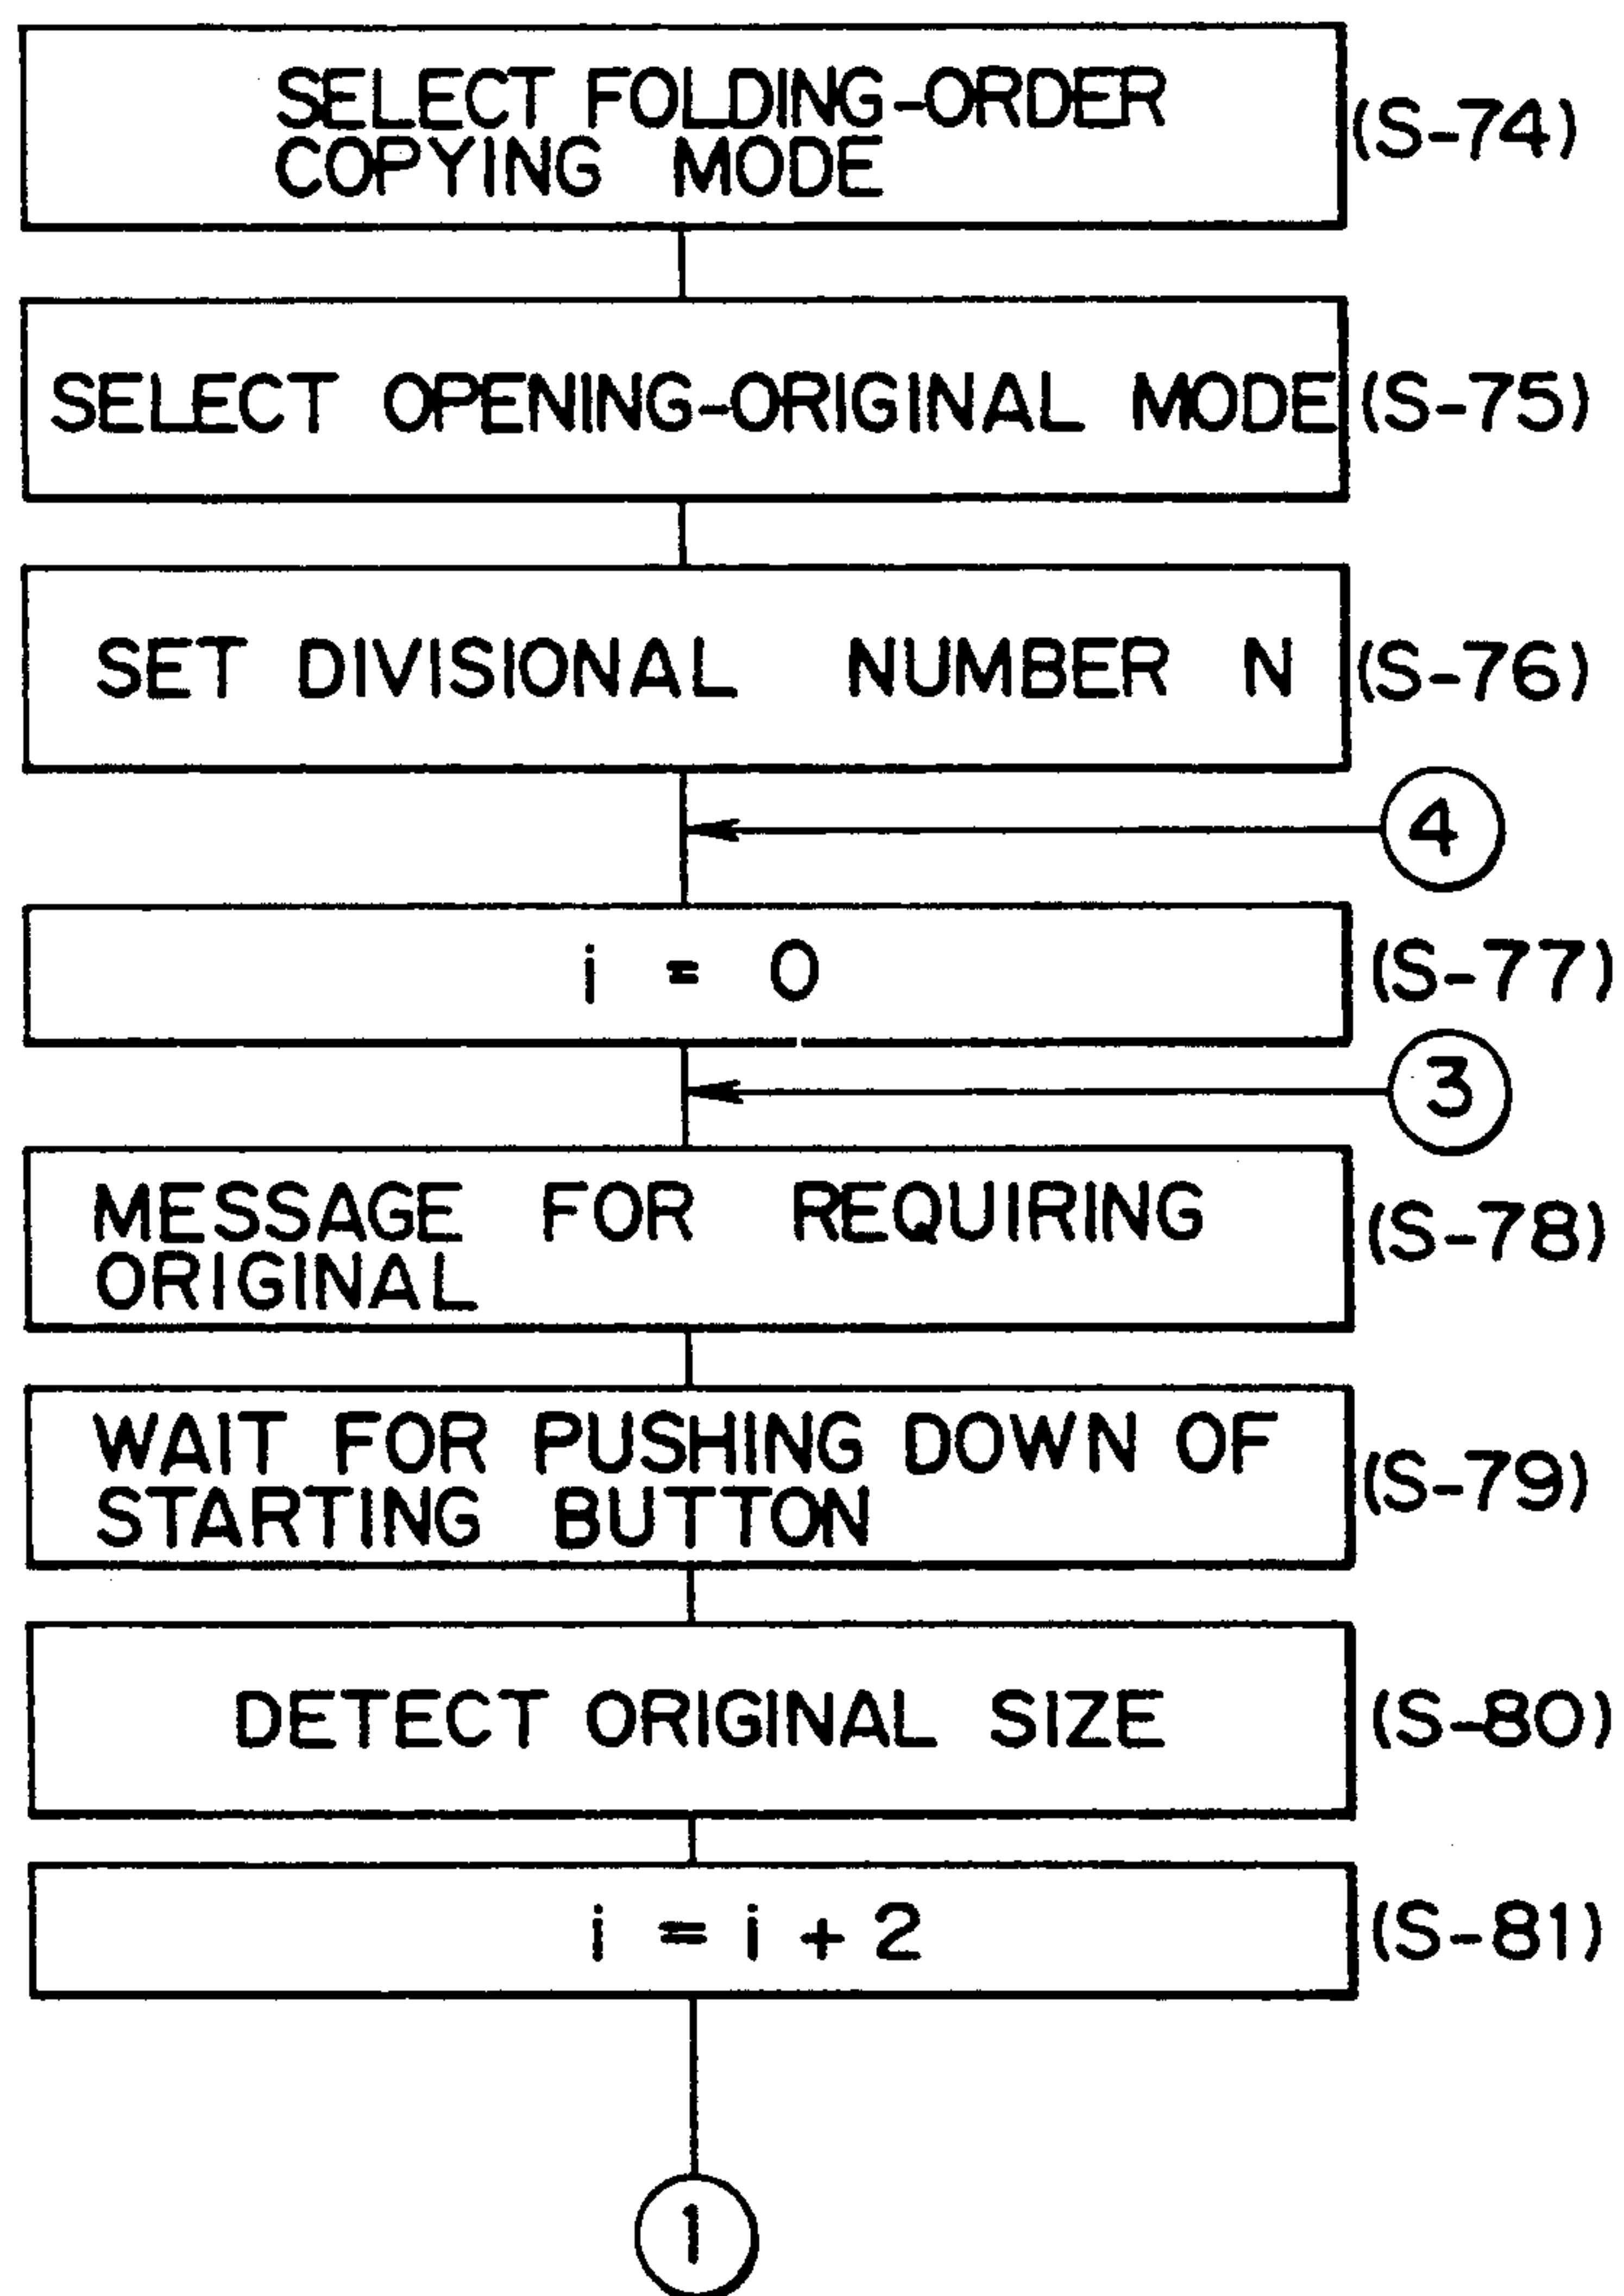 SELECT FOLDING-ORDER
COPYING MODE
(S-74)
SELECT OPENING-ORIGINAL MODE
(S-75)
SET DIVISIONAL NUMBER N
(S-76)
4
i = 0
(S-77)
3
MESSAGE FOR REQUIRING
ORIGINAL
(S-78)
WAIT FOR PUSHING DOWN OF
STARTING BUTTON
(S-79)
DETECT ORIGINAL SIZE
(S-80)
i = i + 2
(S-81)
1